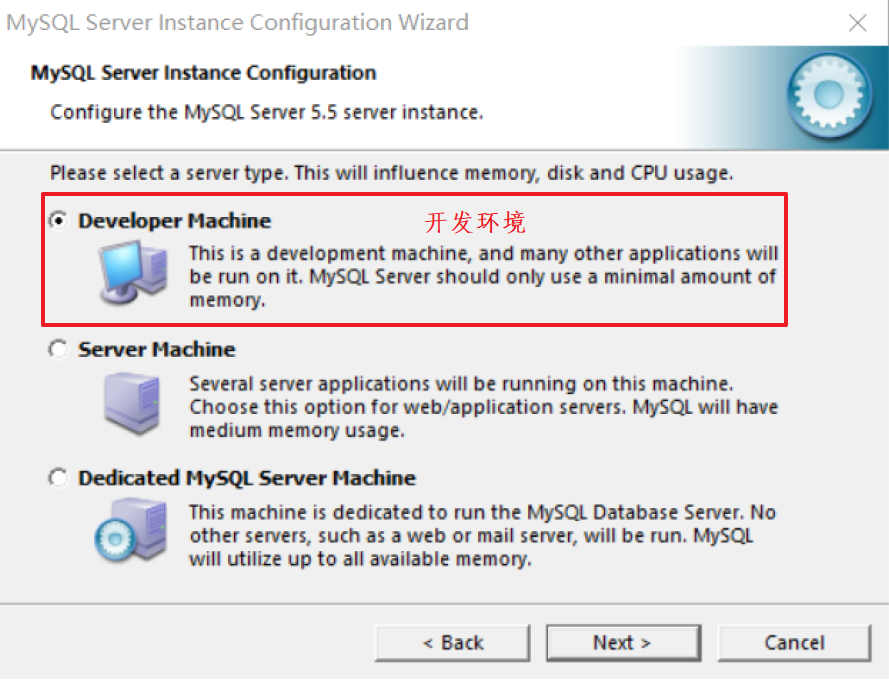 MySQL Server Instance Configuration Wizard
MySQL Server Instance Configuration
Configure the MySQL Server 5.5 server instance.
Please select a server type. This will influence memory, disk and CPU usage.
Developer Machine 开发环境
This is a development machine, and many other applications will
be run on it. MySQL Server should only use a minimal amount of
memory.
Server Machine
Several server applications will be running on this machine.
Choose this option for web/application servers. MySQL will have
medium memory usage.
Dedicated MySQL Server Machine
This machine is dedicated to run the MySQL Database Server. No
other servers, such as a web or mail server, will be run. MySQL
will utilize up to all available memory.
< Back Next > Cancel